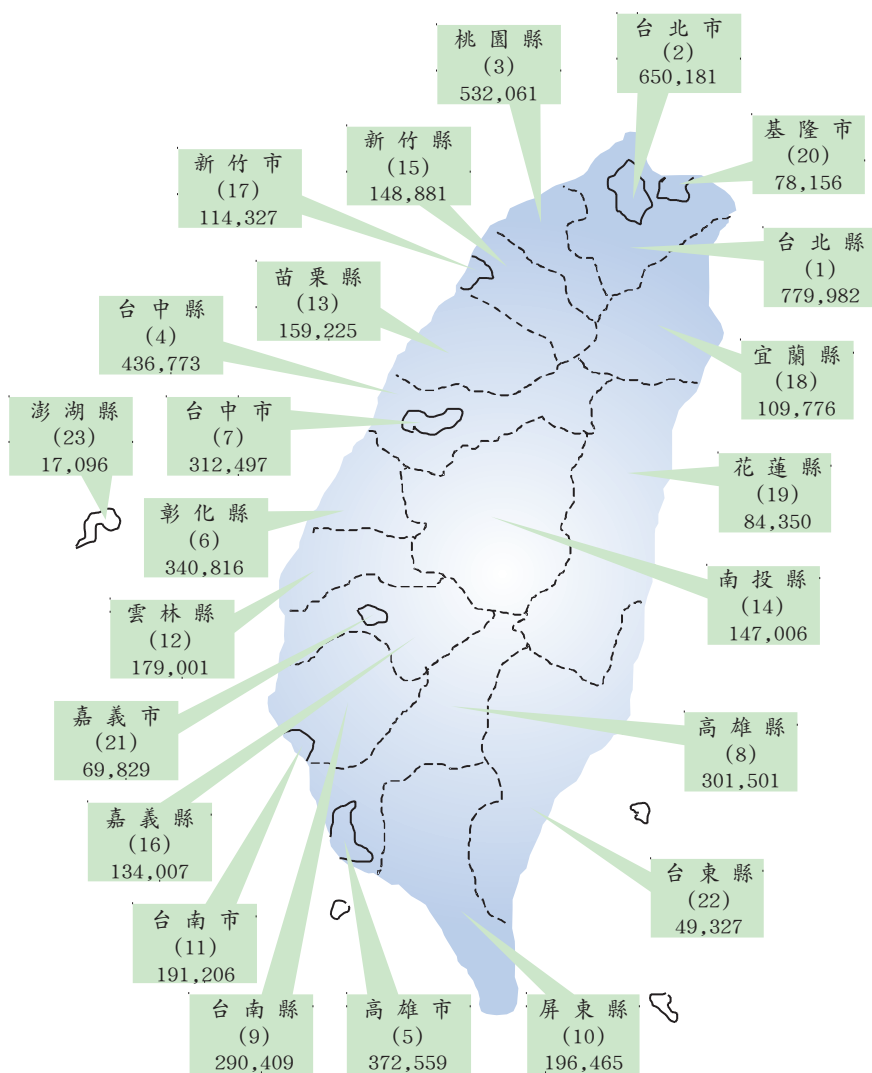 台北市
(2)
650,181
桃園縣
(3)
532,061
基隆市
(20)
78,156
新竹縣
(15)
148,881
新竹市
(17)
114,327
台北縣
(1)
779,982
苗栗縣
(13)
159,225
台中縣
(4)
436,773
宜蘭縣
(18)
109,776
澎湖縣
(23)
17,096
台中市
(7)
312,497
花蓮縣
(19)
84,350
彰化縣
(6)
340,816
南投縣
(14)
147,006
雲林縣
(12)
179,001
嘉義市
(21)
69,829
高雄縣
(8)
301,501
嘉義縣
(16)
134,007
台東縣
(22)
49,327
台南市
(11)
191,206
台南縣
(9)
290,409
高雄市
(5)
372,559
屏東縣
(10)
196,465